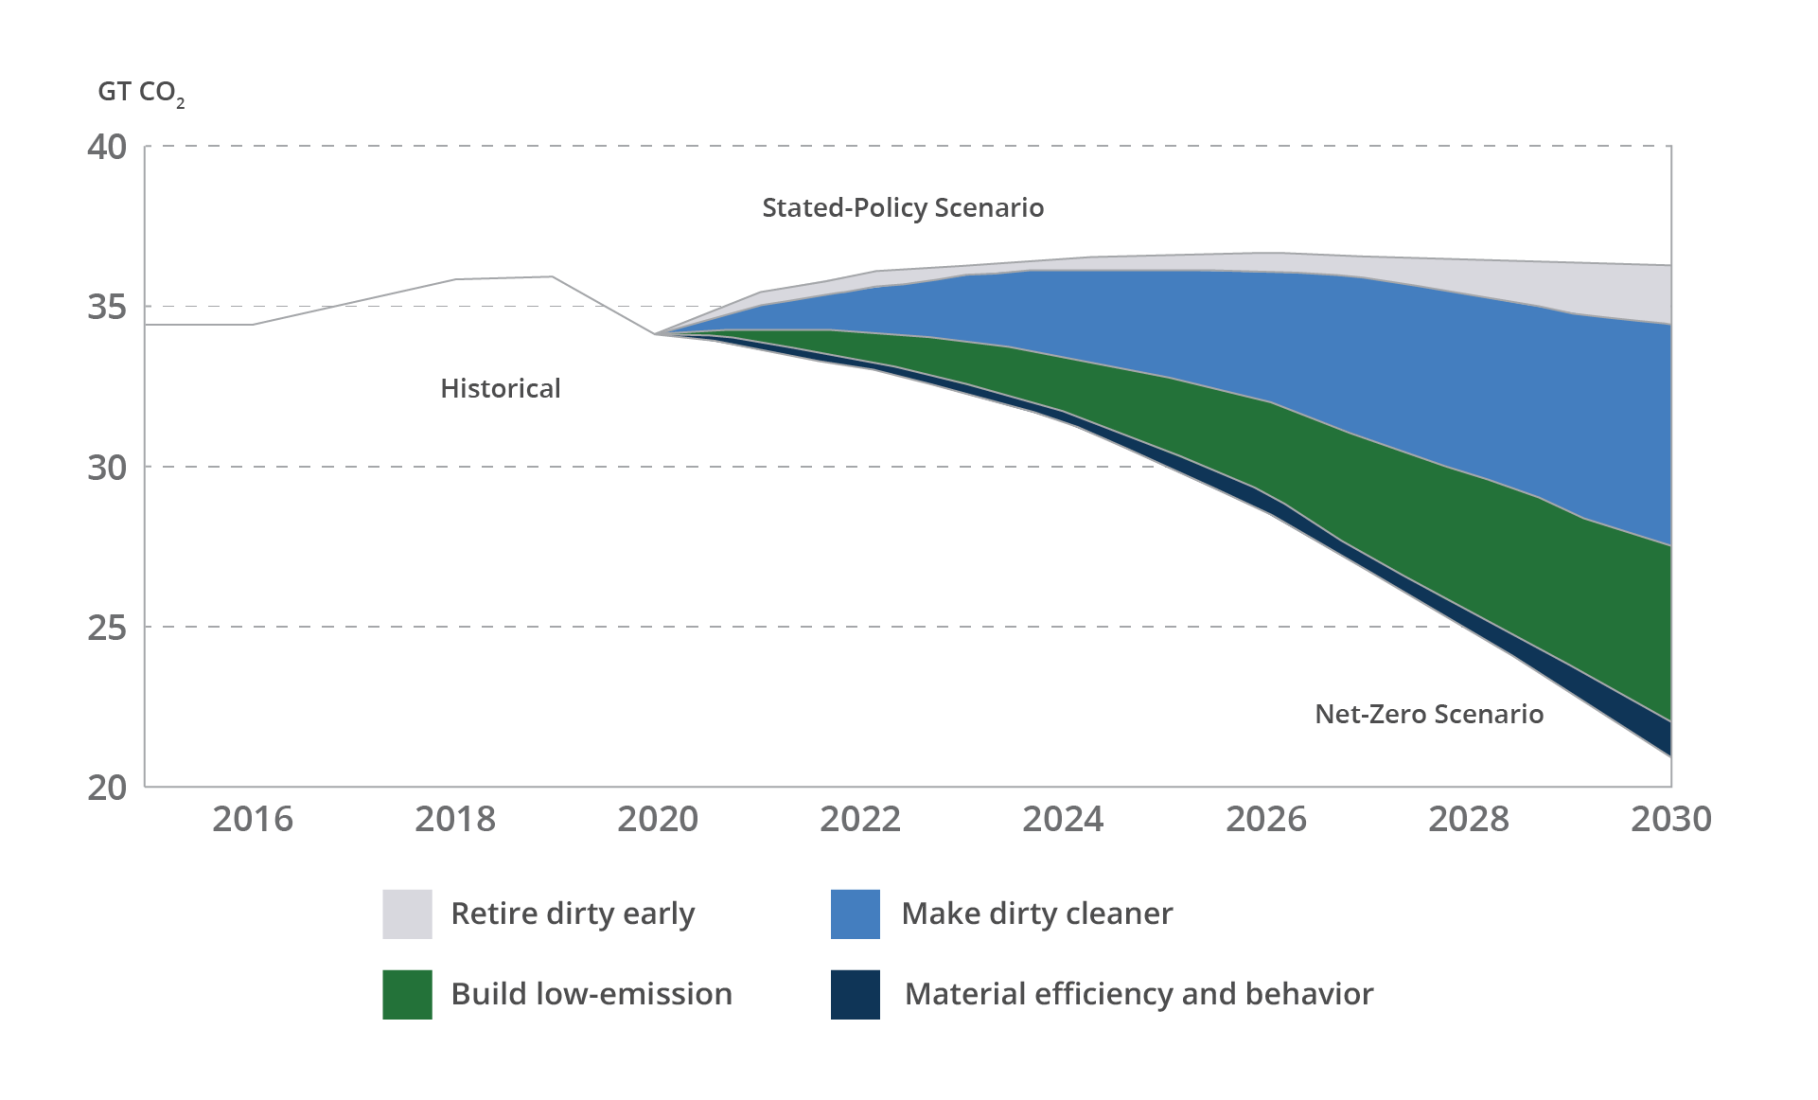 GT CO₂
40
Stated-Policy Scenario
35
Historical
30
25
Net-Zero Scenario
20
2016 2018 2020 2022 2024 2026 2028 2030
Retire dirty early Make dirty cleaner
Build low-emission Material efficiency and behavior